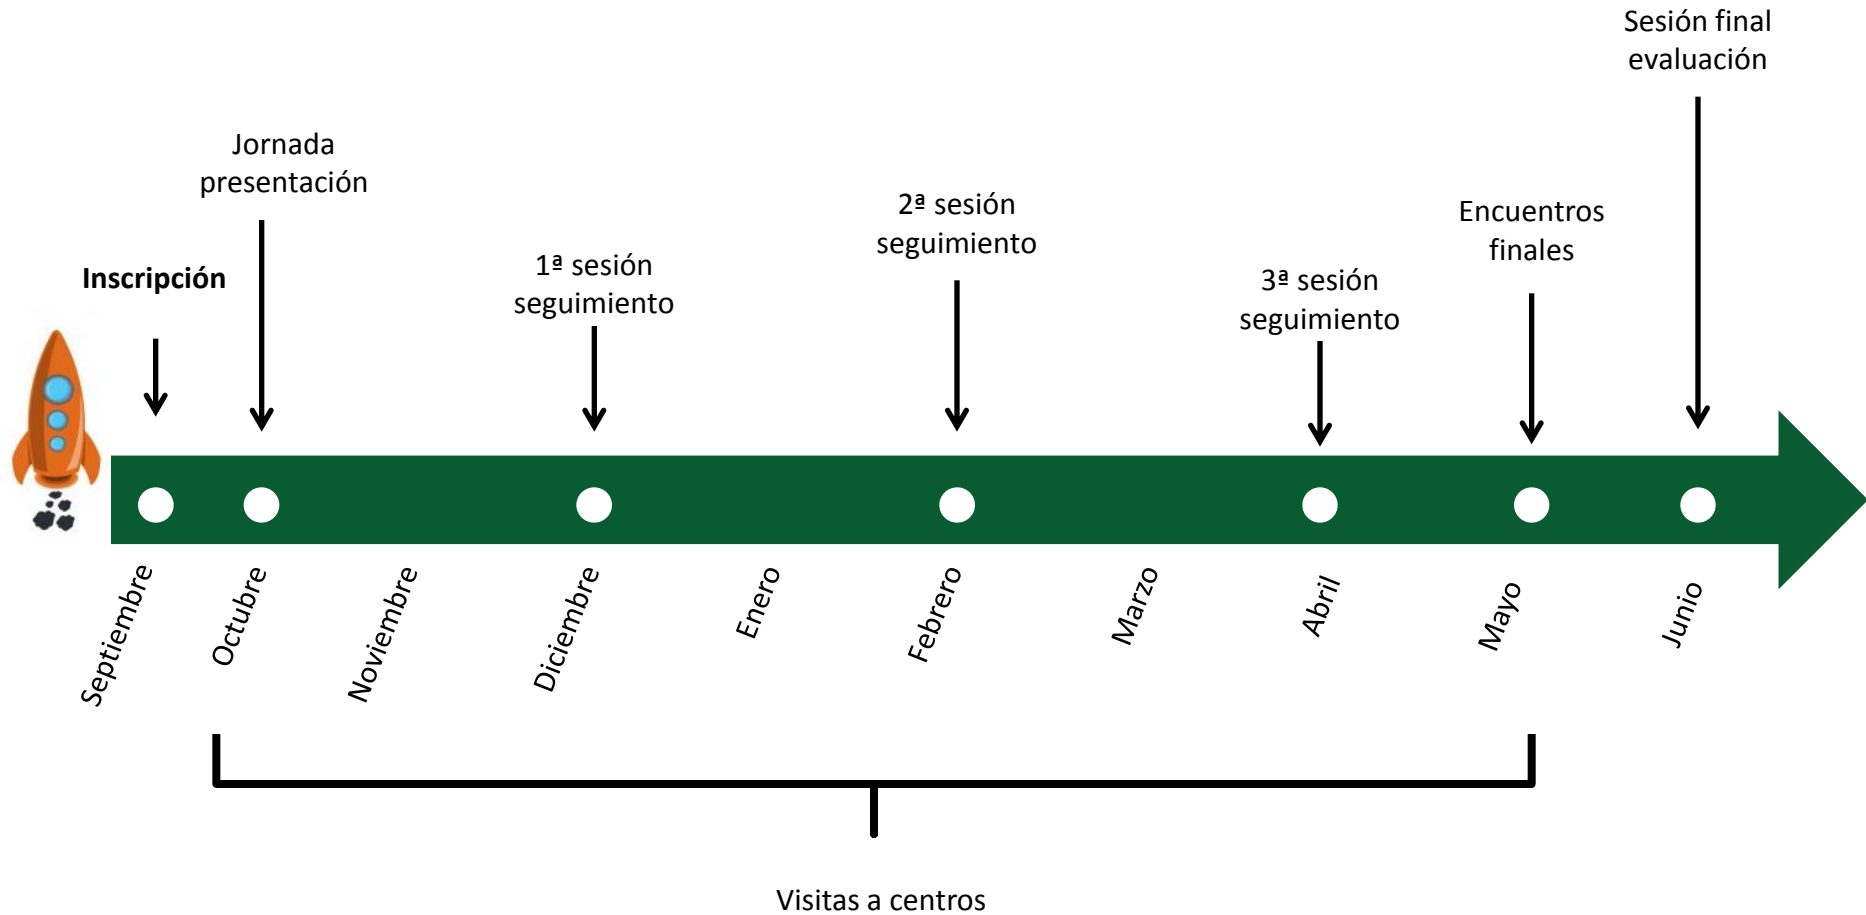 Sesión final
evaluación
Jornada
presentación
Inscripción
1ª sesión
seguimiento
2ª sesión
seguimiento
3ª sesión
seguimiento
Encuentros
finales
Septiembre
Octubre
Noviembre
Diciembre
Enero
Febrero
Marzo
Abril
Mayo
Junio
Visitas a centros